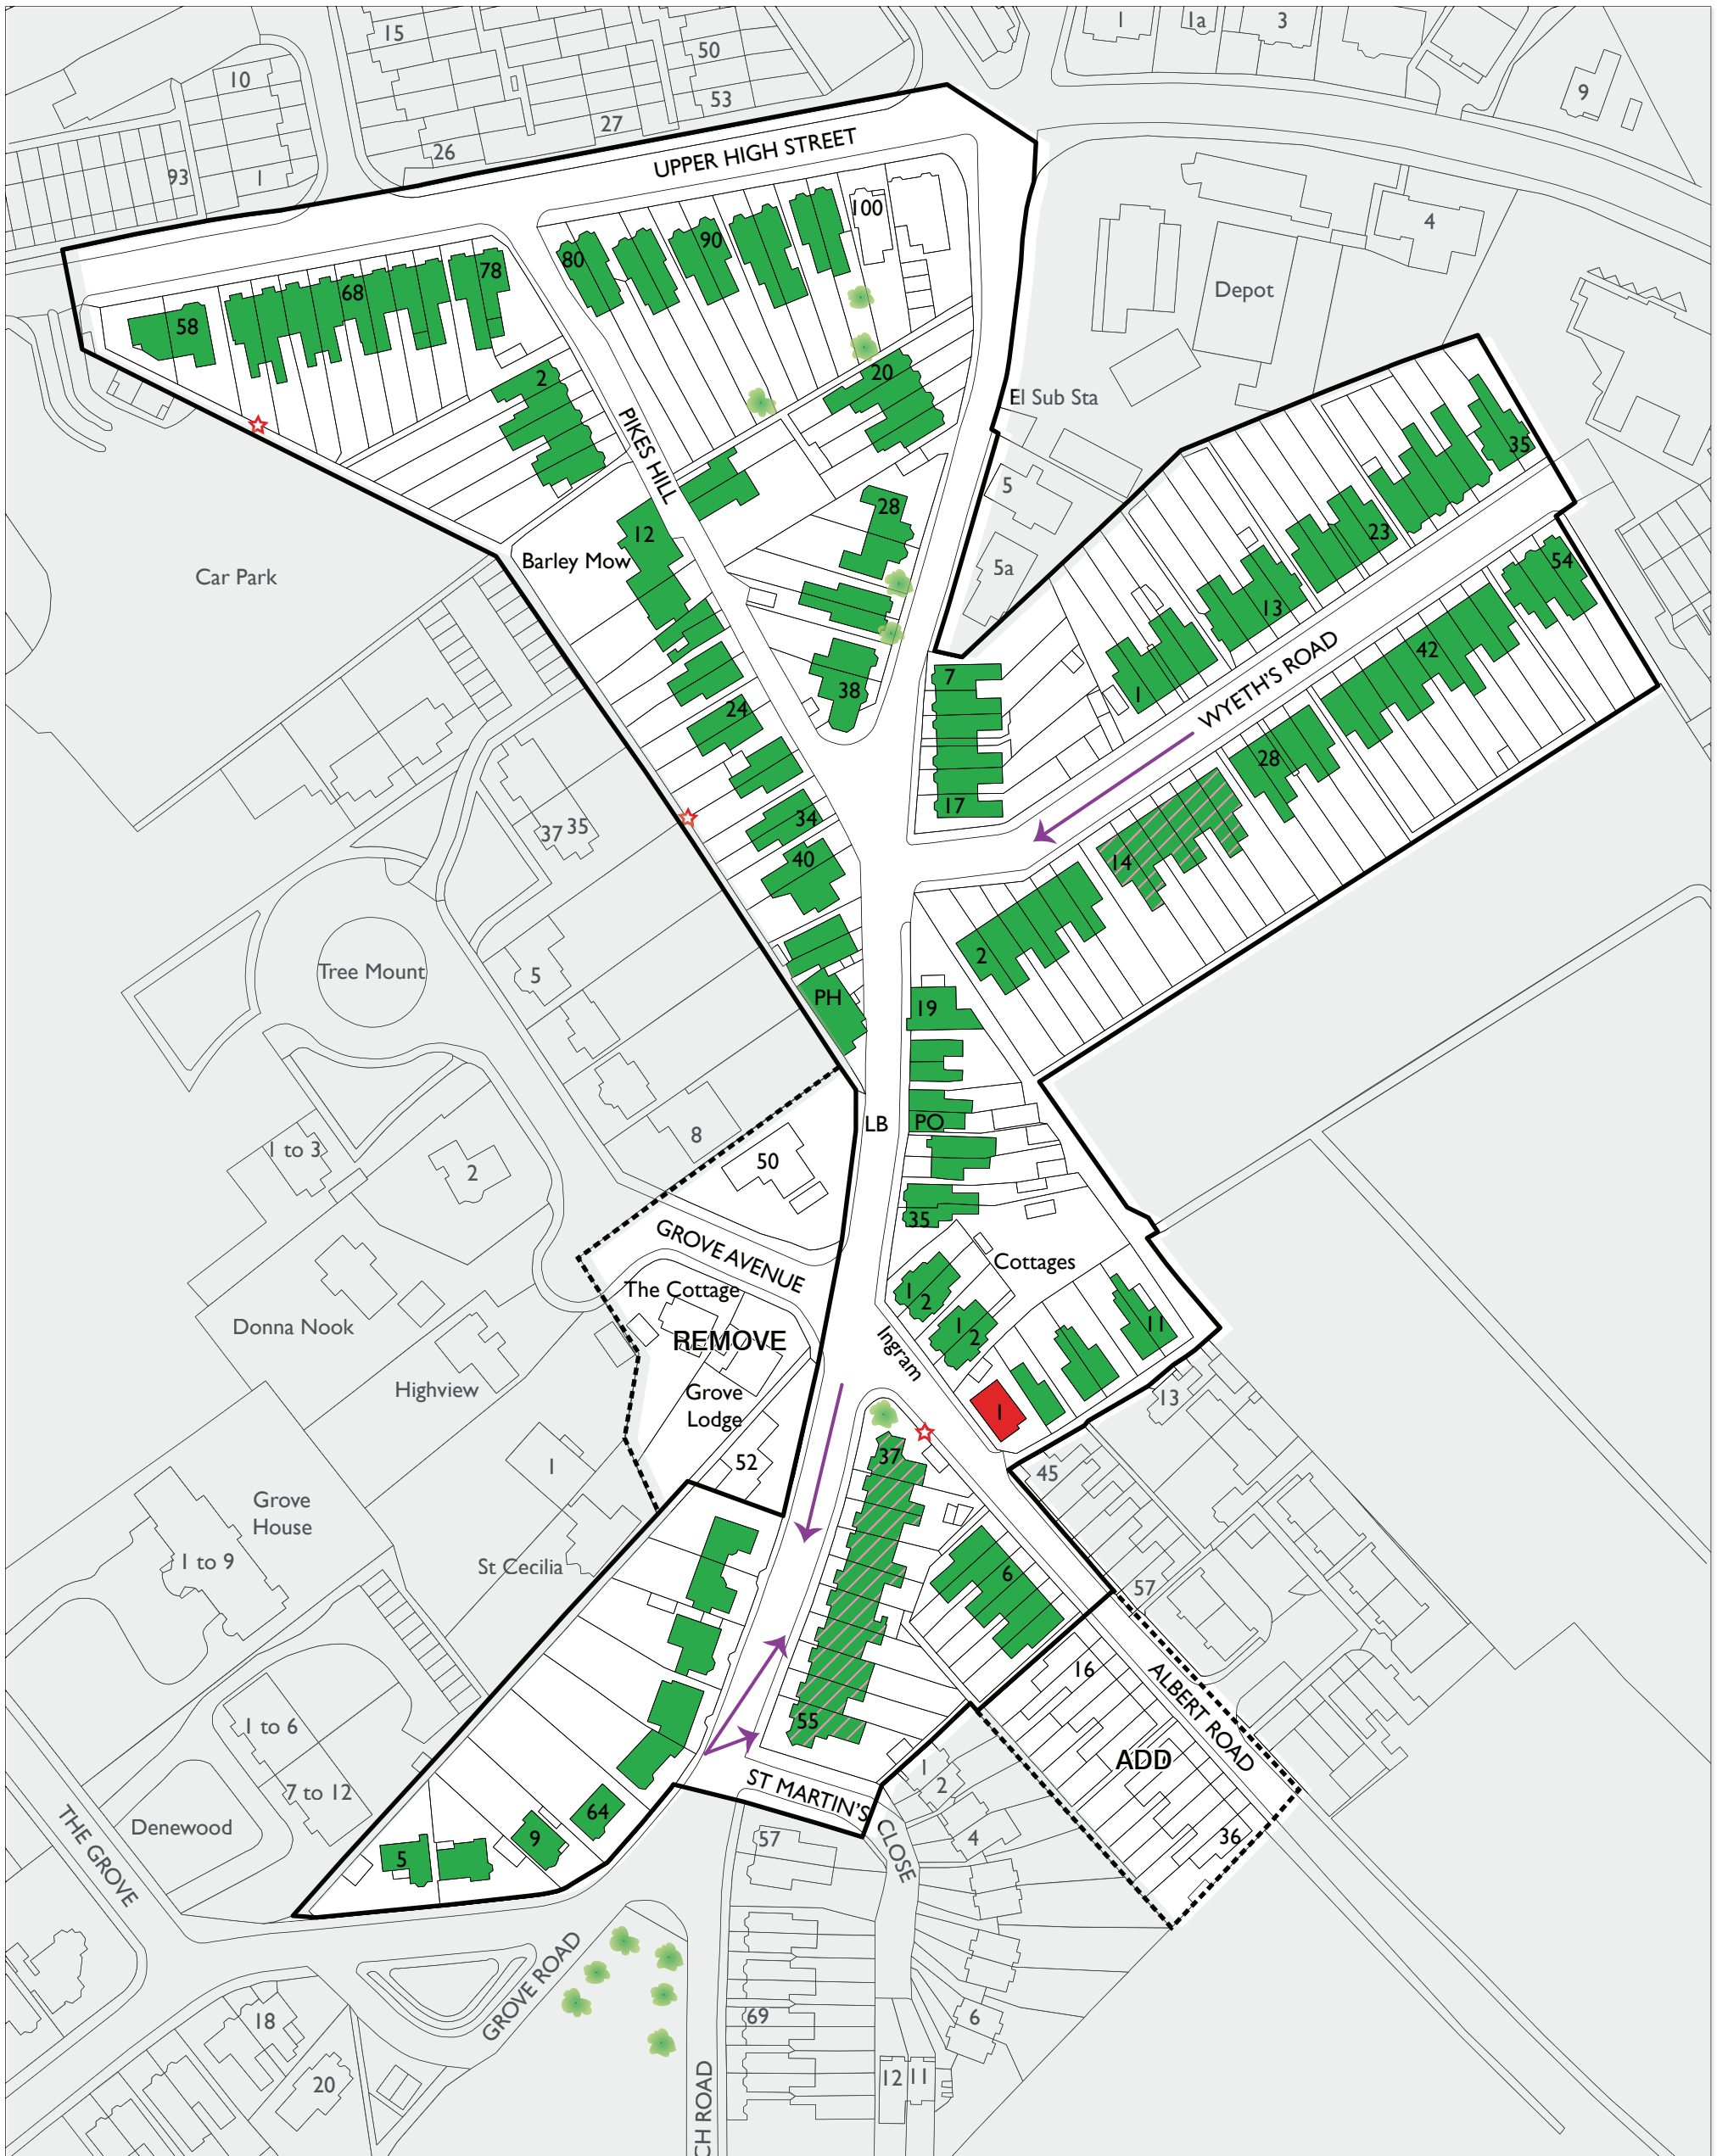 15
50
1
1a
3
10
53
9
27
26
93
1
UPPER HIGH STREET
100
4
80
90
78
68
58
Depot
20
2
El Sub Sta
PIKES HILL
35
5
28
12
23
Barley Mow
54
5a
Car Park
13
42
7
1
38
WYETH'S ROAD
24
28
17
34
37
35
40
14
2
Tree Mount
5
PH
19
LB
PO
8
1 to 3
50
2
35
GROVE AVENUE
Cottages
The Cottage
1
2
1
2
11
Donna Nook
REMOVE
Ingram
Highview
Grove
Lodge
13
1
37
52
1
45
Grove
House
1 to 9
St Cecilia
6
57
16
ALBERT ROAD
1 to 6
55
ADD
1
2
7 to 12
ST MARTIN'S
CLOSE
64
Denewood
THE GROVE
9
57
4
36
5
GROVE ROAD
18
69
6
20
12
11
CH ROAD